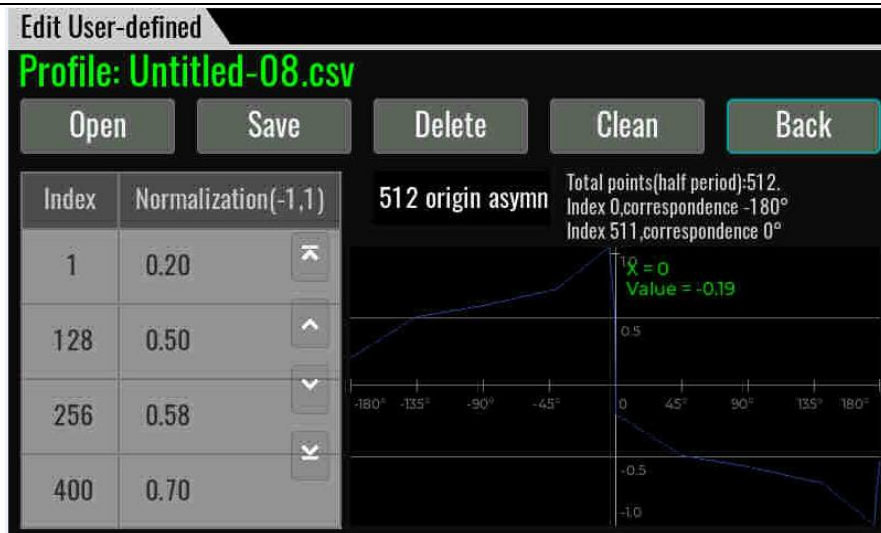 Edit User-defined
Profile: Untitled-08.csv
Open Save Delete Clean Back
Index Normalization(-1,1)
1 0.20
128 0.50
256 0.58
400 0.70
512 origin asymn
Total points(half period):512.
Index 0,correspondence -180°
Index 511,correspondence 0°
1.0
X = 0
Value = -0.19
0.5
-180° -135° -90° -45° 0 45° 90° 135° 180°
-0.5
-1.0